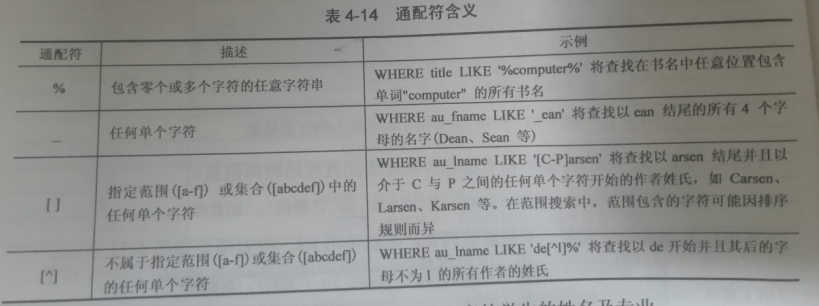 表 4-14 通配符含义
通配符 描述 示例
% 包含零个或多个字符的任意字符串 WHERE title LIKE '%computer%' 将查找在书名中任意位置包含
单词"computer" 的所有书名
_ 任何单个字符 WHERE au_fname LIKE '_ean' 将查找以 ean 结尾的所有 4 个字
母的名字(Dean、Sean 等)
[ ] 指定范围([a-f]) 或集合([abcdef])中的
任何单个字符
WHERE au_lname LIKE '[C-P]arsen' 将查找以 arsen 结尾并且以
介于 C 与 P 之间的任何单个字符开始的作者姓氏，如 Carsen、
Larsen、Karsen 等。在范围搜索中，范围包含的字符可能因排序
规则而异
[^] 不属于指定范围([a-f])或集合([abcdef])
的任何单个字符
WHERE au_lname LIKE 'de[^l]%' 将查找以 de 开始并且其后的字
母不为 l 的所有作者的姓氏
学生的姓名及专业